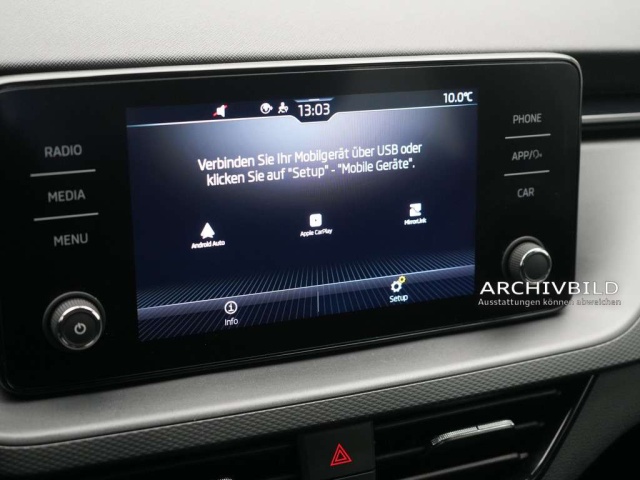 13:03
10.0°C
RADIO
MEDIA
MENU
PHONE
APP/
CAR
Verbinden Sie Ihr Mobilgerät über USB oder
klicken Sie auf "Setup" - "Mobile Geräte".
Android Auto
Apple CarPlay
MirrorLink
Info
Setup
ARCHIVBILD
Ausstattungen können abweichen